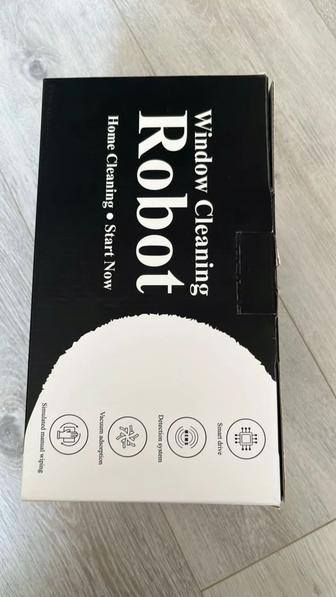 Window Cleaning
Robot
Home Cleaning ● Start Now
Smart drive
Detection system
Vacuum adsorption
Simulated manual wiping